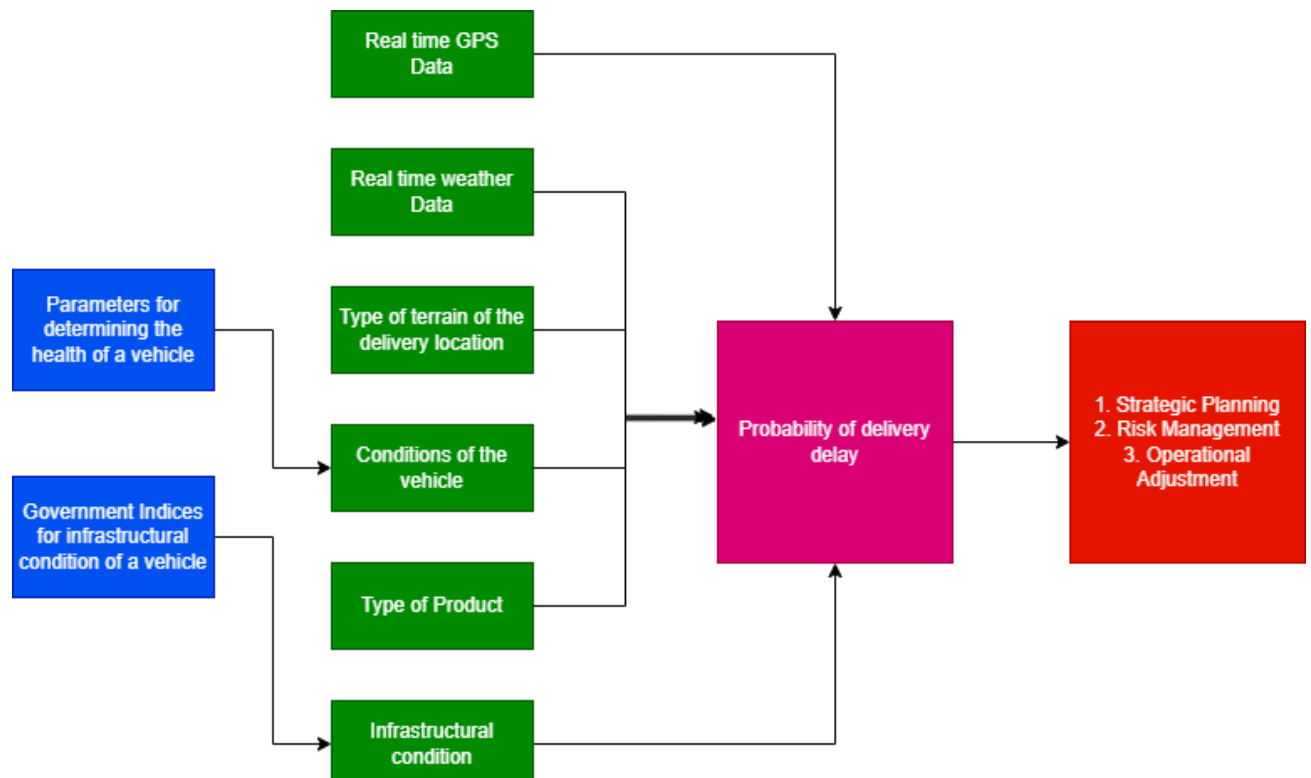 Real time GPS
Data
Real time weather
Data
Parameters for
determining the
health of a vehicle
Type of terrain of the
delivery location
Conditions of the
vehicle
Government Indices
for infrastructural
condition of a vehicle
Type of Product
Infrastructural
condition
Probability of delivery
delay
1. Strategic Planning
2. Risk Management
3. Operational
Adjustment